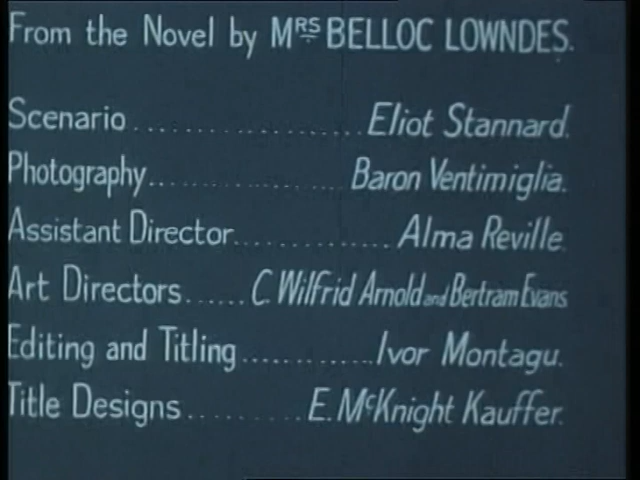 From the Novel by MRS BELLOC LOWNDES.
Scenario ..................... Eliot Stannard.
Photography.................. Baron Ventimiglia.
Assistant Director.............. Alma Reville.
Art Directors...... C. Wilfrid Arnold and Bertram Evans
Editing and Titling............ Ivor Montagu.
Title Designs .......... E. McKnight Kauffer.